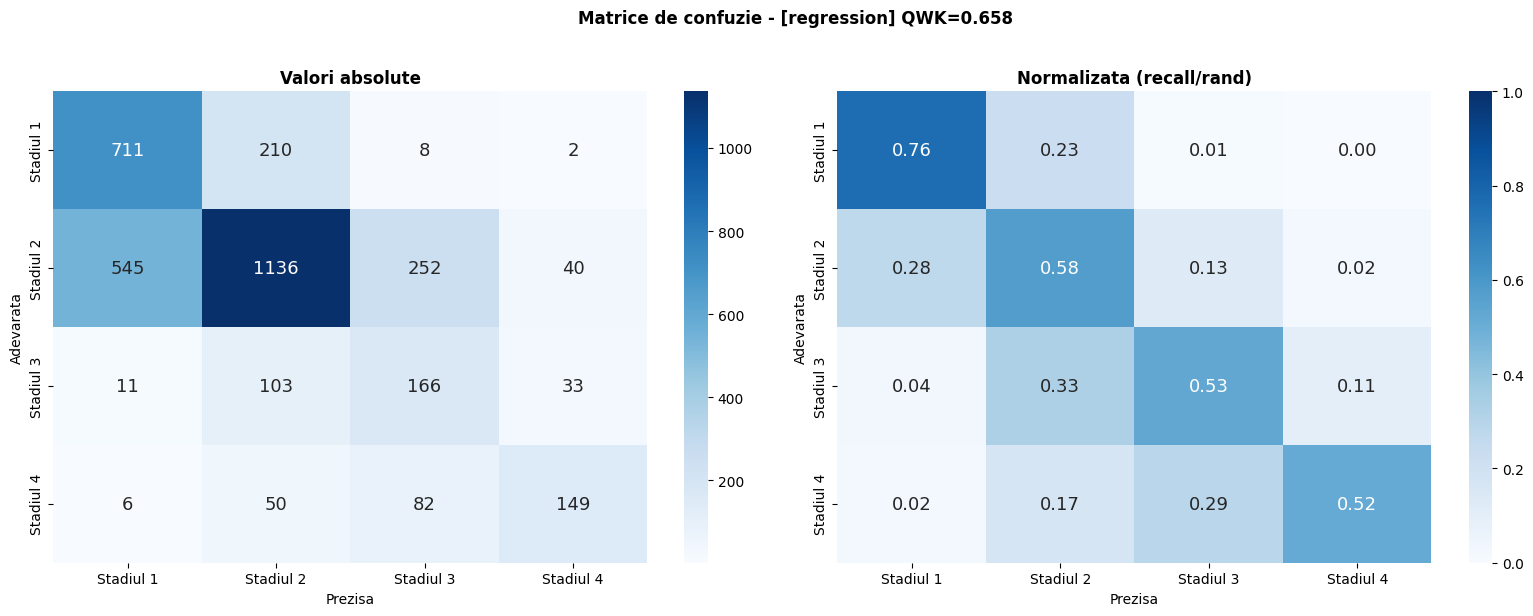 Matrice de confuzie - [regression] QWK=0.658
Valori absolute
Adevarata
Stadiul 1
711 210 8 2
Stadiul 2
545 1136 252 40
Stadiul 3
11 103 166 33
Stadiul 4
6 50 82 149
Stadiul 1 Stadiul 2 Stadiul 3 Stadiul 4
Prezisa
1000
800
600
400
200
Normalizata (recall/rand)
Adevarata
Stadiul 1
0.76 0.23 0.01 0.00
Stadiul 2
0.28 0.58 0.13 0.02
Stadiul 3
0.04 0.33 0.53 0.11
Stadiul 4
0.02 0.17 0.29 0.52
Stadiul 1 Stadiul 2 Stadiul 3 Stadiul 4
Prezisa
1.0
0.8
0.6
0.4
0.2
0.0